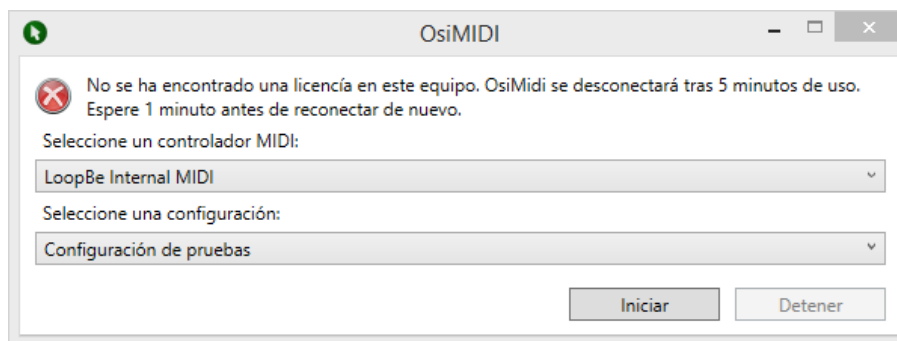 OsiMIDI
No se ha encontrado una licencía en este equipo. OsiMidi se desconectará tras 5 minutos de uso.
Espere 1 minuto antes de reconectar de nuevo.
Seleccione un controlador MIDI:
LoopBe Internal MIDI
Seleccione una configuración:
Configuración de pruebas
Iniciar
Detener